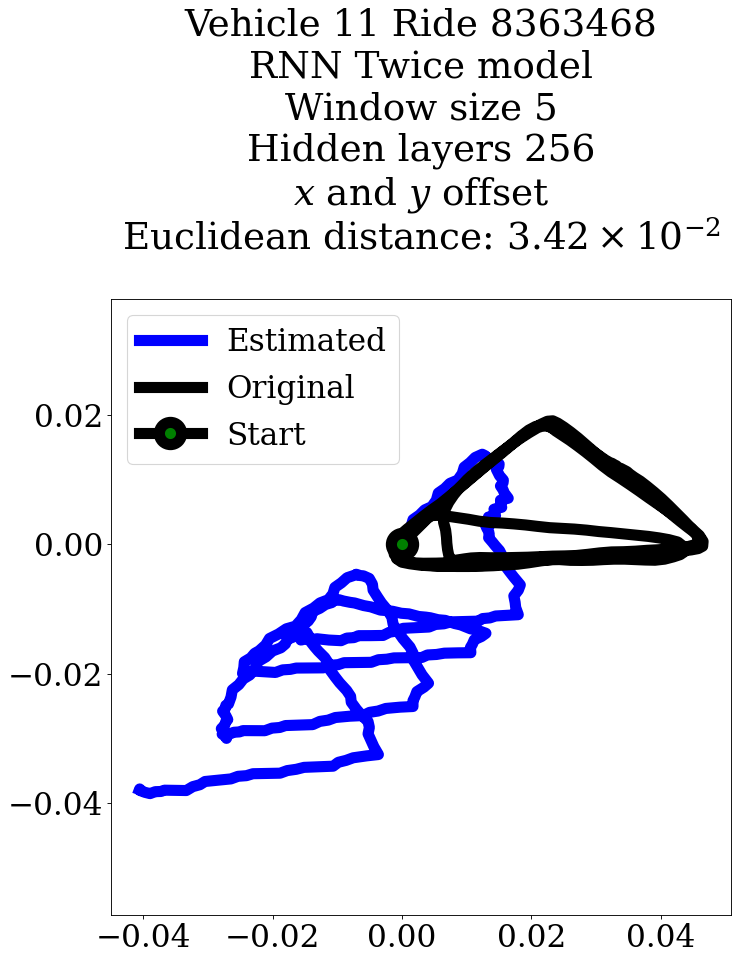 Vehicle 11 Ride 8363468
RNN Twice model
Window size 5
Hidden layers 256
x and y offset
Euclidean distance: 3.42 × 10⁻²
Estimated
Original
Start
0.02
0.00
−0.02
−0.04
−0.04 −0.02 0.00 0.02 0.04